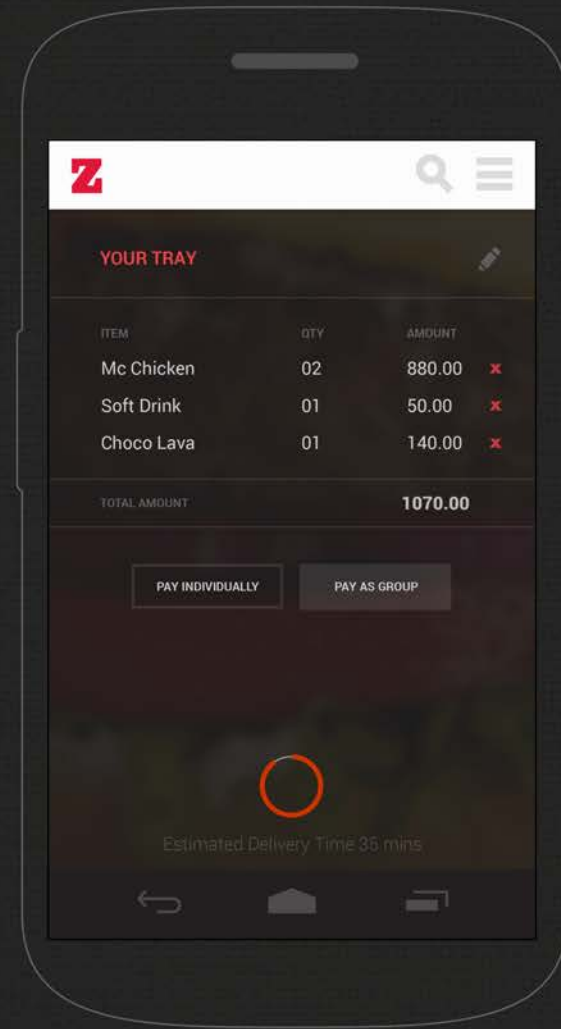 Z
YOUR TRAY
ITEM QTY AMOUNT
Mc Chicken 02 880.00 x
Soft Drink 01 50.00 x
Choco Lava 01 140.00 x
TOTAL AMOUNT 1070.00
PAY INDIVIDUALLY PAY AS GROUP
Estimated Delivery Time 35 mins